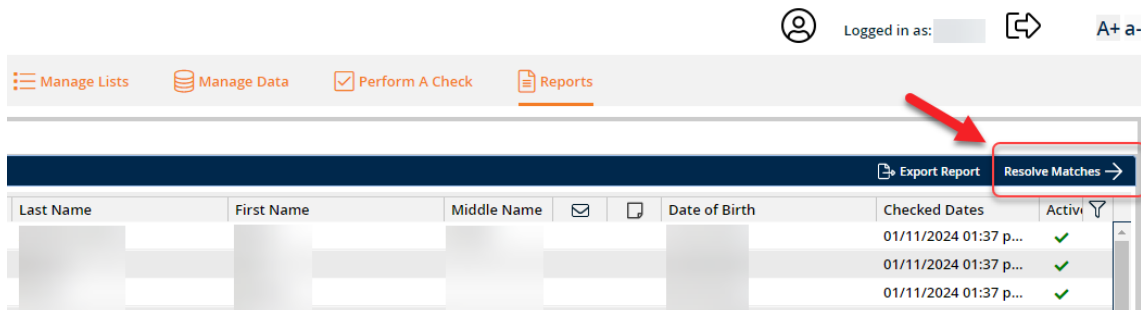 Logged in as: A+ a-
Manage Lists Manage Data Perform A Check Reports
Export Report Resolve Matches
Last Name First Name Middle Name Date of Birth Checked Dates Activ
01/11/2024 01:37 p...
01/11/2024 01:37 p...
01/11/2024 01:37 p...